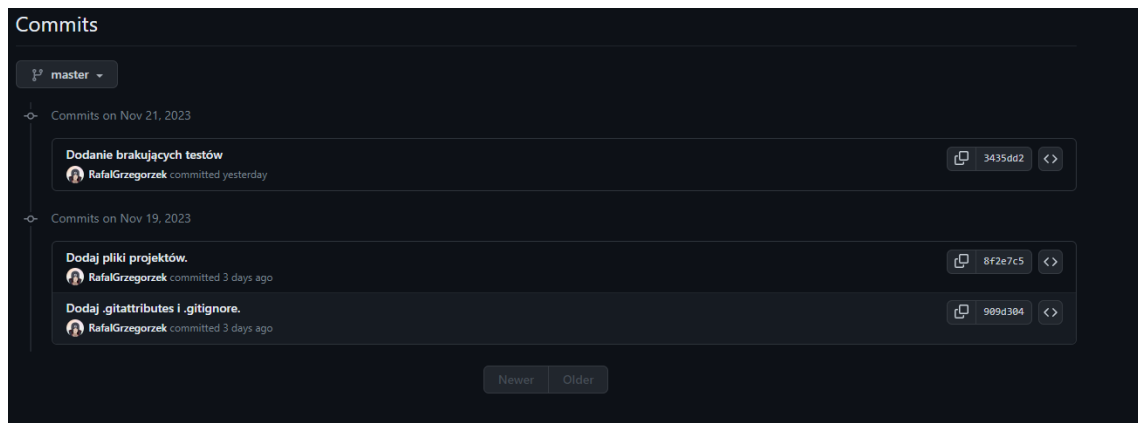 Commits
master
Commits on Nov 21, 2023
Dodanie brakujących testów
3435dd2
RafalGrzegorzek committed yesterday
Commits on Nov 19, 2023
Dodaj pliki projektów.
8f2e7c5
RafalGrzegorzek committed 3 days ago
Dodaj .gitattributes i .gitignore.
909d304
RafalGrzegorzek committed 3 days ago
Newer Older